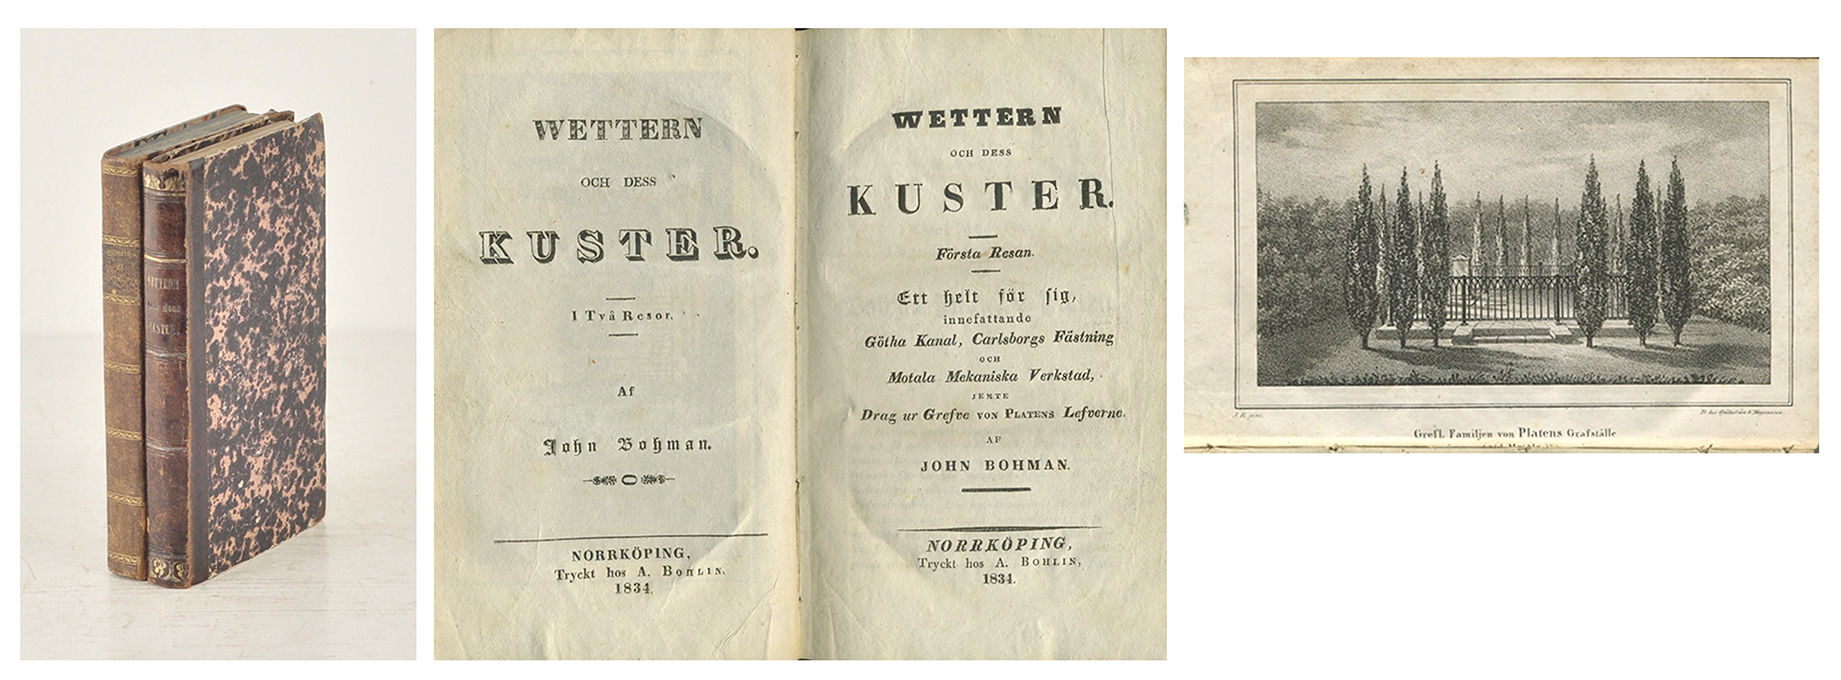 WETTERN
OCH DESS
KUSTER.
I Två Resor.
Af
John Bohman.
NORRKÖPING,
Tryckt hos A. BOHLIN.
1834.
WETTERN
OCH DESS
KUSTER.
Första Resan.
Ett helt för sig,
innefattande
Götha Kanal, Carlsborgs Fästning
OCH
Motala Mekaniska Verkstad,
JEMTE
Drag ur Grefve VON PLATENS Lefverne.
AF
JOHN BOHMAN.
NORRKÖPING,
Tryckt hos A. BOHLIN,
1834.
Grefl. Familjen von Platens Grafställe
KUSTER.